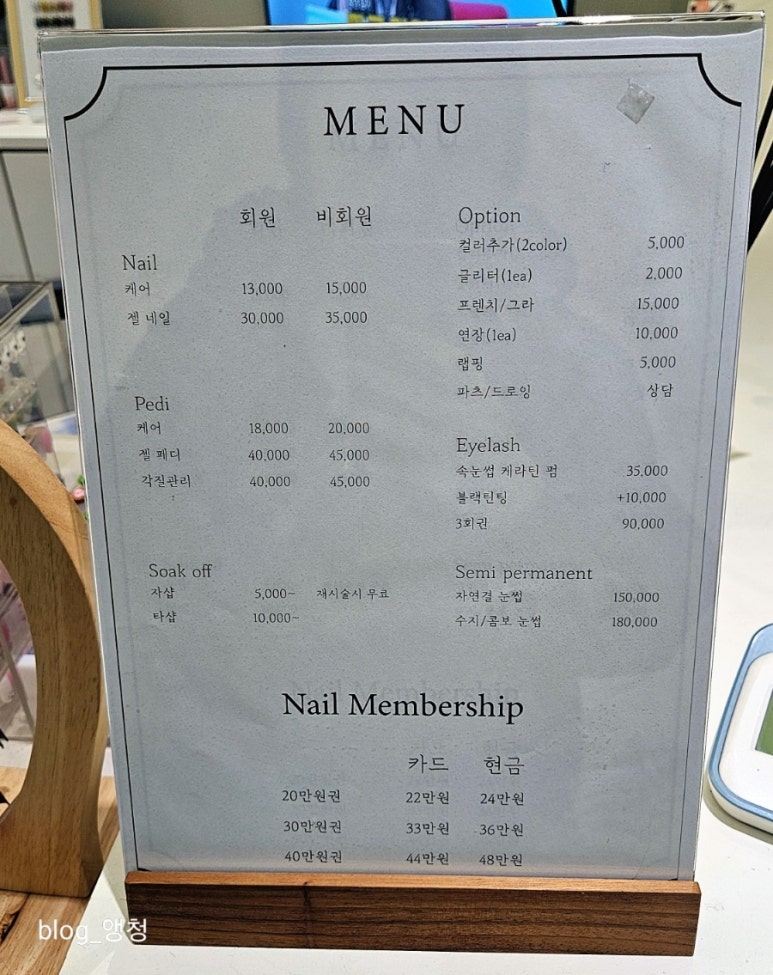 MENU
회원 비회원
Nail
케어 13,000 15,000
젤 네일 30,000 35,000
Pedi
케어 18,000 20,000
젤 페디 40,000 45,000
각질관리 40,000 45,000
Soak off
자샵 5,000~ 재시술시 무료
타샵 10,000~
Option
컬러추가(2color) 5,000
글리터(1ea) 2,000
프렌치/그라 15,000
연장(1ea) 10,000
랩핑 5,000
파츠/드로잉 상담
Eyelash
속눈썹 케라틴 펌 35,000
블랙틴팅 +10,000
3회권 90,000
Semi permanent
자연결 눈썹 150,000
수지/콤보 눈썹 180,000
Nail Membership
카드 현금
20만원권 22만원 24만원
30만원권 33만원 36만원
40만원권 44만원 48만원
blog_앵청